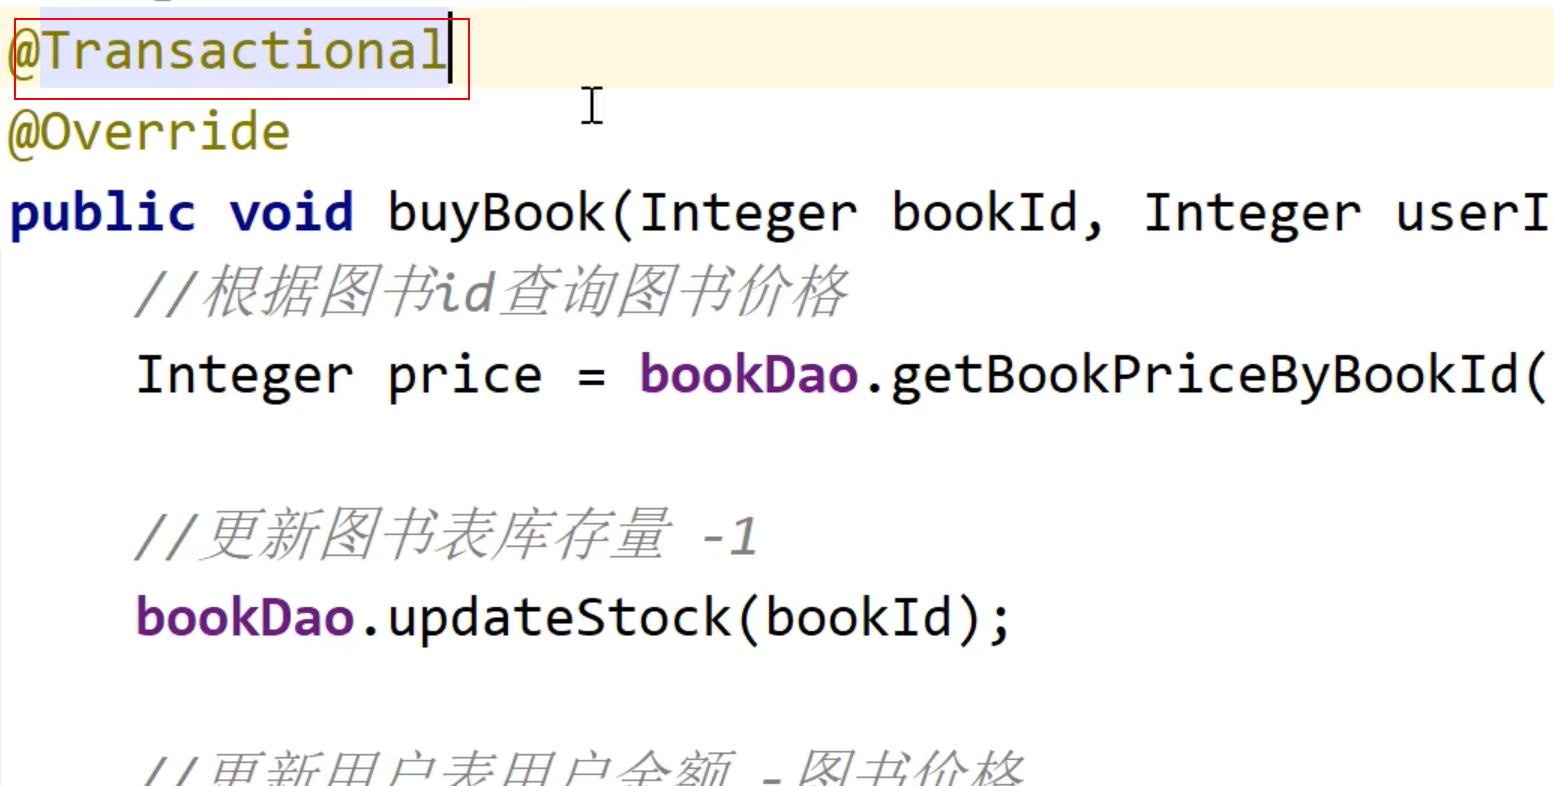 @Transactional
@Override
public void buyBook(Integer bookId, Integer userI
//根据图书id查询图书价格
Integer price = bookDao.getBookPriceByBookId(
//更新图书表库存量 -1
bookDao.updateStock(bookId);
//更新用户表用户余额 -图书价格